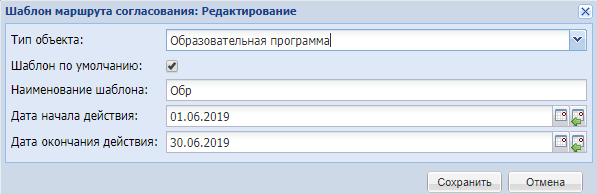 Шаблон маршрута согласования: Редактирование
Тип объекта: Образовательная программа
Шаблон по умолчанию:
Наименование шаблона: Обр
Дата начала действия: 01.06.2019
Дата окончания действия: 30.06.2019
Сохранить Отмена